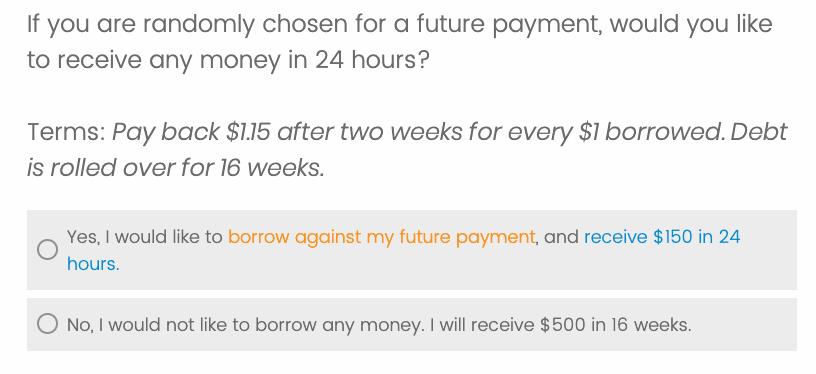 If you are randomly chosen for a future payment, would you like
to receive any money in 24 hours?
Terms: Pay back $1.15 after two weeks for every $1 borrowed. Debt
is rolled over for 16 weeks.
Yes, I would like to borrow against my future payment, and receive $150 in 24
hours.
No, I would not like to borrow any money. I will receive $500 in 16 weeks.